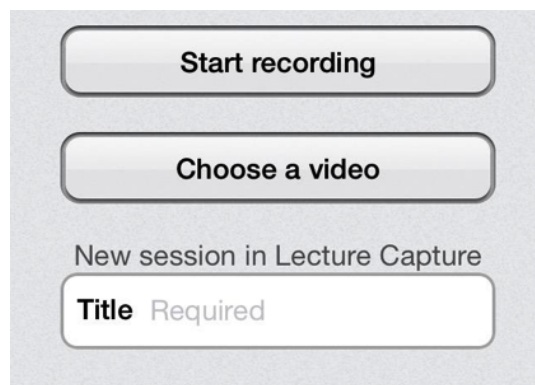 Start recording
Choose a video
New session in Lecture Capture
Title Required